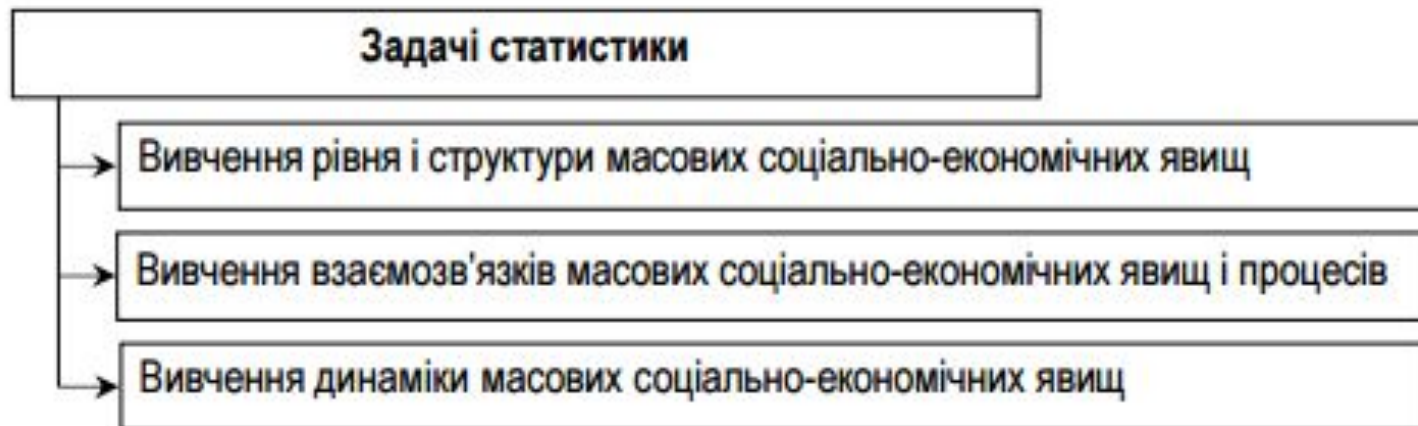 Задачі статистики
Вивчення рівня і структури масових соціально-економічних явищ
Вивчення взаємозв'язків масових соціально-економічних явищ і процесів
Вивчення динаміки масових соціально-економічних явищ